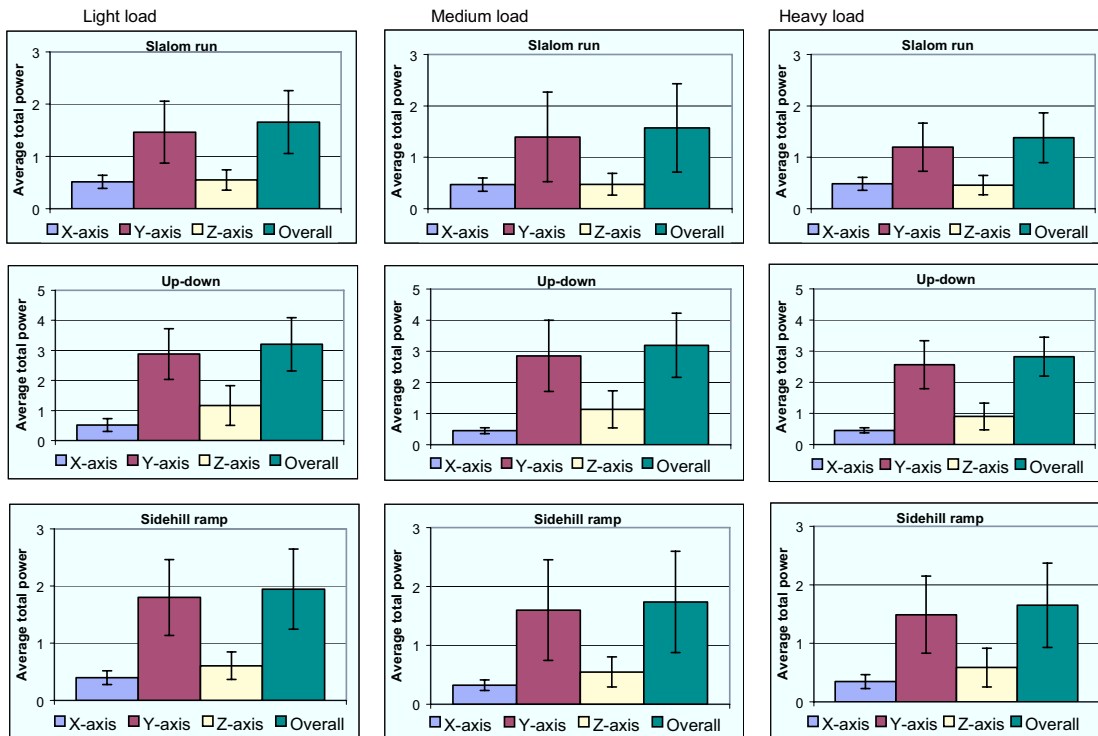 Light load
Medium load
Heavy load
Slalom run
Average total power
3
2
1
0
X-axis Y-axis Z-axis Overall
Slalom run
Average total power
3
2
1
0
X-axis Y-axis Z-axis Overall
Slalom run
Average total power
3
2
1
0
X-axis Y-axis Z-axis Overall
Up-down
Average total power
5
4
3
2
1
0
X-axis Y-axis Z-axis Overall
Up-down
Average total power
5
4
3
2
1
0
X-axis Y-axis Z-axis Overall
Up-down
Average total power
5
4
3
2
1
0
X-axis Y-axis Z-axis Overall
Sidehill ramp
Average total power
3
2
1
0
X-axis Y-axis Z-axis Overall
Sidehill ramp
Average total power
3
2
1
0
X-axis Y-axis Z-axis Overall
Sidehill ramp
Average total power
3
2
1
0
X-axis Y-axis Z-axis Overall